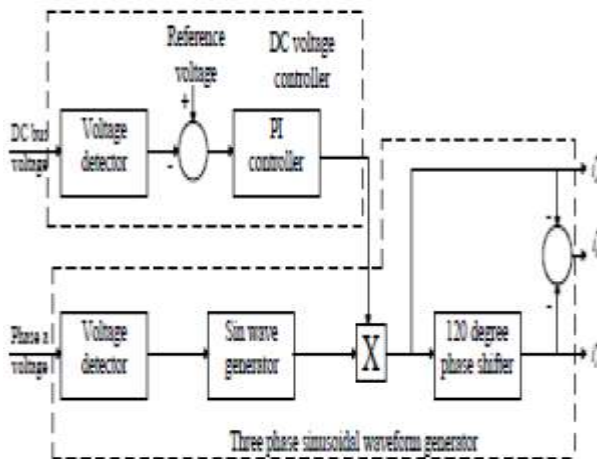 Reference
voltage
DC voltage
controller
+
DC bus
voltage
Voltage
detector
-
PI
controller
-
-
Phase a
voltage
Voltage
detector
Sin wave
generator
X
120 degree
phase shifter
Three phase sinusoidal waveform generator